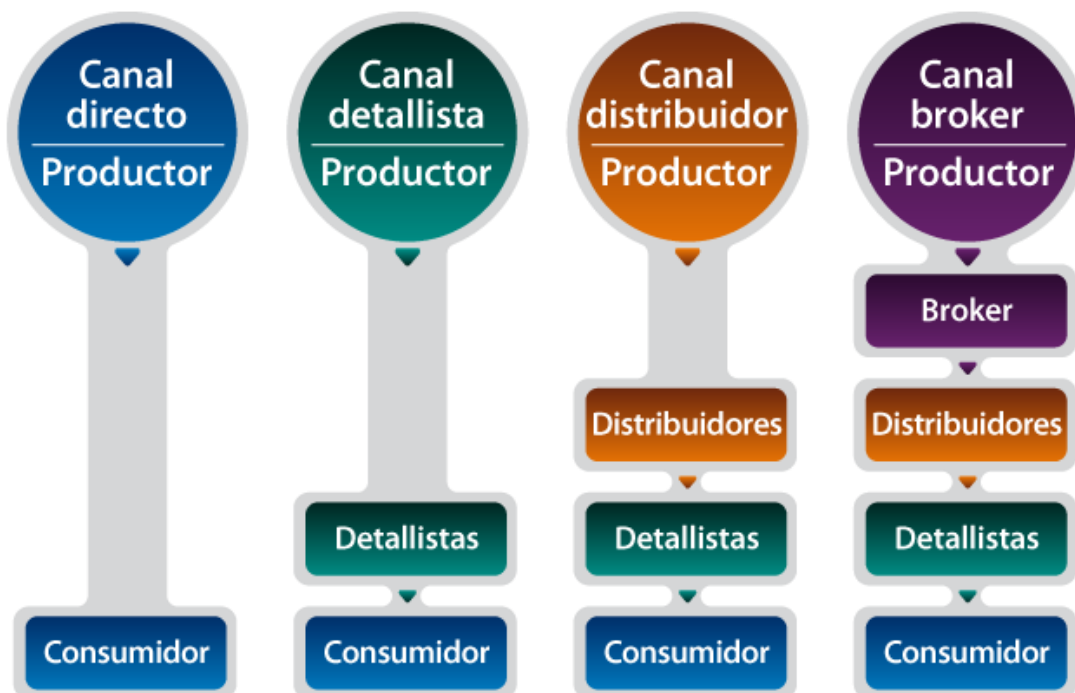 Canal
directo
Productor
Consumidor
Canal
detallista
Productor
Detallistas
Consumidor
Canal
distribuidor
Productor
Distribuidores
Detallistas
Consumidor
Canal
broker
Productor
Broker
Distribuidores
Detallistas
Consumidor